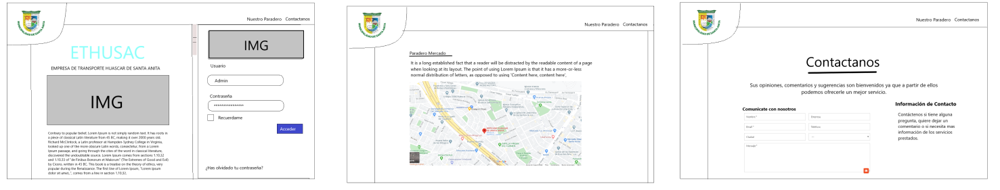 MUNICIPALIDAD DE SANTA ANITA
Nuestro Paradero Contactanos
ETHUSAC
EMPRESA DE TRANSPORTE HUASCAR DE SANTA ANITA
IMG
Contrary to popular belief, Lorem Ipsum is not simply random text. It has roots in
a piece of classical Latin literature from 45 BC, making it over 2000 years old.
Richard McClintock, a Latin professor at Hampden-Sydney College in Virginia,
looked up one of the more obscure Latin words, consectetur, from a Lorem
Ipsum passage, and going through the cites of the word in classical literature,
discovered the undoubtable source. Lorem Ipsum comes from sections 1.10.32
and 1.10.33 of "de Finibus Bonorum et Malorum" (The Extremes of Good and Evil)
by Cicero, written in 45 BC. This book is a treatise on the theory of ethics, very
popular during the Renaissance. The first line of Lorem Ipsum, "Lorem ipsum
dolor sit amet..", comes from a line in section 1.10.32.
IMG
Usuario
Admin
Contraseña
****************
Recuerdame
Acceder
¿Has olvidado tu contraseña?
MUNICIPALIDAD DE SANTA ANITA
Nuestro Paradero Contactanos
Paradero Mercado
It is a long established fact that a reader will be distracted by the readable content of a page
when looking at its layout. The point of using Lorem Ipsum is that it has a more-or-less
normal distribution of letters, as opposed to using 'Content here, content here',
MUNICIPALIDAD DE SANTA ANITA
Nuestro Paradero Contactanos
Contactanos
Sus opiniones, comentarios y sugerencias son bienvenidos ya que a partir de ellos
podemos ofrecerle un mejor servicio.
Comunicate con nosotros
Nombre *
Empresa
Email *
Teléfono
Ciudad
---
Mensaje *
Información de Contacto
Contáctenos si tiene alguna
pregunta, quiere dejar un
comentario o si necesita mas
información de los servicios
prestados.